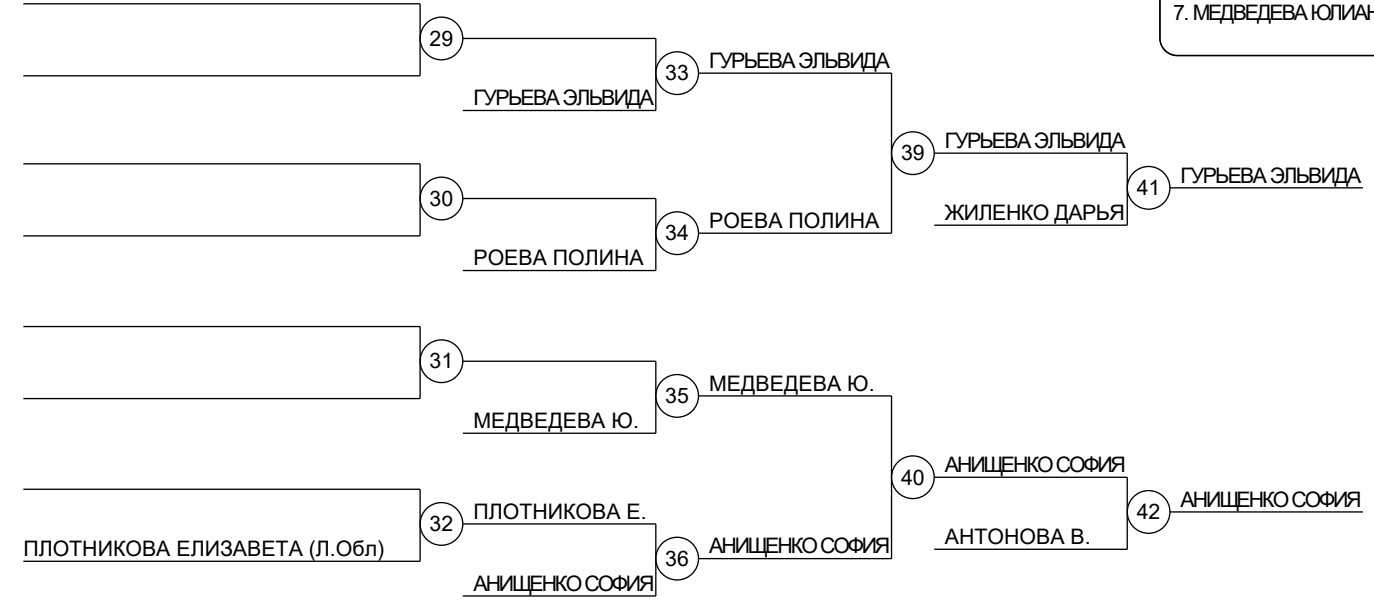 7. МЕДВЕДЕВА ЮЛИАН
29
33
ГУРЬЕВА ЭЛЬВИДА
ГУРЬЕВА ЭЛЬВИДА
39
ГУРЬЕВА ЭЛЬВИДА
41
ГУРЬЕВА ЭЛЬВИДА
30
34
РОЕВА ПОЛИНА
ЖИЛЕНКО ДАРЬЯ
РОЕВА ПОЛИНА
31
35
МЕДВЕДЕВА Ю.
МЕДВЕДЕВА Ю.
40
АНИЩЕНКО СОФИЯ
42
АНИЩЕНКО СОФИЯ
32
ПЛОТНИКОВА Е.
АНТОНОВА В.
ПЛОТНИКОВА ЕЛИЗАВЕТА (Л.Обл)
36
АНИЩЕНКО СОФИЯ
АНИЩЕНКО СОФИЯ